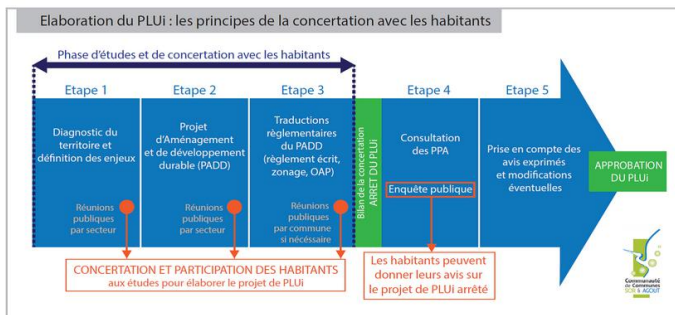 Elaboration du PLUi : les principes de la concertation avec les habitants
Phase d'études et de concertation avec les habitants
Etape 1
Diagnostic du
territoire et
définition des enjeux
Réunions
publiques
par secteur
Etape 2
Projet
d'Aménagement
et de développement
durable (PADD)
Réunions
publiques
par secteur
Etape 3
Traductions
règlementaires
du PADD
(règlement écrit,
zonage, OAP)
Réunions
publiques
par commune
si nécessaire
CONCERTATION ET PARTICIPATION DES HABITANTS
aux études pour élaborer le projet de PLUi
Bilan de la concertation
ARRET DU PLUi
Etape 4
Consultation
des PPA
Enquête publique
Les habitants peuvent
donner leurs avis sur
le projet de PLUi arrêté
Etape 5
Prise en compte des
avis exprimés
et modifications
éventuelles
APPROBATION
DU PLUi
Communauté
de Communes
SOR & AGOUT